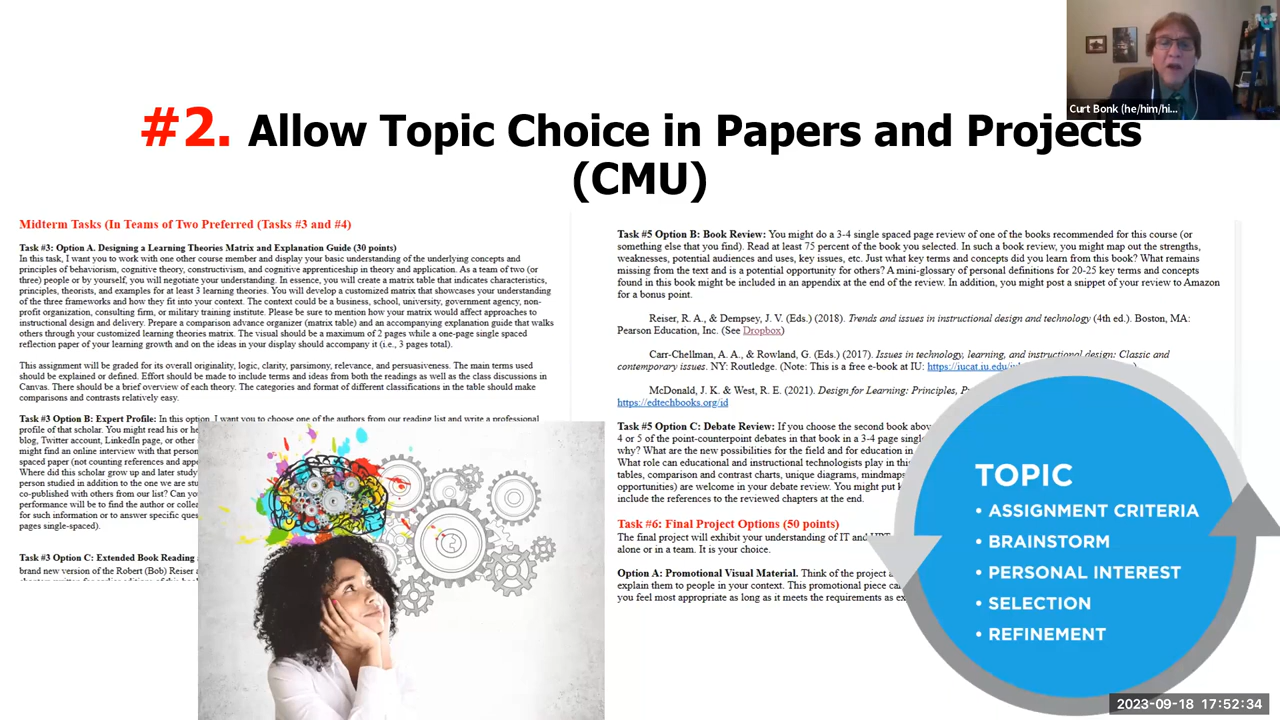 Curt Bonk (he/him/hi...
#2. Allow Topic Choice in Papers and Projects
(CMU)
Midterm Tasks (In Teams of Two Preferred (Tasks #3 and #4)
Task #3: Option A. Designing a Learning Theories Matrix and Explanation Guide (30 points)
In this task, I want you to work with one other course member and display your basic understanding of the underlying concepts and
principles of behaviorism, cognitive theory, constructivism, and cognitive apprenticeship in theory and application. As a team of two (or
three) people or by yourself, you will negotiate your understanding. In essence, you will create a matrix table that indicates characteristics,
principles, theorists, and examples for at least 3 learning theories. You will develop a customized matrix that showcases your understanding
of the three frameworks and how they fit into your context. The context could be a business, school, university, government agency, non-
profit organization, consulting firm, or military training institute. Please be sure to mention how your matrix would affect approaches to
instructional design and delivery. Prepare a comparison advance organizer (matrix table) and an accompanying explanation guide that walks
others through your customized learning theories matrix. The visual should be a maximum of 2 pages while a one-page single spaced
reflection paper of your learning growth and on the ideas in your display should accompany it (i.e., 3 pages total).
This assignment will be graded for its overall originality, logic, clarity, parsimony, relevance, and persuasiveness. The main terms used
should be explained or defined. Effort should be made to include terms and ideas from both the readings as well as the class discussions in
Canvas. There should be a brief overview of each theory. The categories and format of different classifications in the table should make
comparisons and contrasts relatively easy.
Task #3 Option B: Expert Profile: In this option, I want you to choose one of the authors from our reading list and write a professional
profile of that scholar. You might read his or he
blog, Twitter account, LinkedIn page, or other
might find an online interview with that person
spaced paper (not counting references and appe
Where did this scholar grow up and later study
person studied in addition to the one we are stu
co-published with others from our list? Can yo
performance will be to find the author or collea
for such information or to answer specific ques
pages single-spaced).
Task #3 Option C: Extended Book Reading
brand new version of the Robert (Bob) Reiser
Task #5 Option B: Book Review: You might do a 3-4 single spaced page review of one of the books recommended for this course (or
something else that you find). Read at least 75 percent of the book you selected. In such a book review, you might map out the strengths,
weaknesses, potential audiences and uses, key issues, etc. Just what key terms and concepts did you learn from this book? What remains
missing from the text and is a potential opportunity for others? A mini-glossary of personal definitions for 20-25 key terms and concepts
found in this book might be included in an appendix at the end of the review. In addition, you might post a snippet of your review to Amazon
for a bonus point.
Reiser, R. A., & Dempsey, J. V. (Eds.) (2018). Trends and issues in instructional design and technology (4th ed.). Boston, MA:
Pearson Education, Inc. (See Dropbox)
Carr-Chellman, A. A., & Rowland, G. (Eds.) (2017). Issues in technology, learning, and instructional design: Classic and
contemporary issues. NY: Routledge. (Note: This is a free e-book at IU: https://iucat.iu.edu/
McDonald, J. K. & West, R. E. (2021). Design for Learning: Principles, P
https://edtechbooks.org/id
Task #5 Option C: Debate Review: If you choose the second book abov
4 or 5 of the point-counterpoint debates in that book in a 3-4 page singl
why? What are the new possibilities for the field and for education in
What role can educational and instructional technologists play in this
tables, comparison and contrast charts, unique diagrams, mindmaps
opportunities) are welcome in your debate review. You might put k
include the references to the reviewed chapters at the end.
Task #6: Final Project Options (50 points)
The final project will exhibit your understanding of IT and
alone or in a team. It is your choice.
Option A: Promotional Visual Material. Think of the project a
explain them to people in your context. This promotional piece ca
you feel most appropriate as long as it meets the requirements as ex
TOPIC
• ASSIGNMENT CRITERIA
• BRAINSTORM
• PERSONAL INTEREST
• SELECTION
• REFINEMENT
2023-09-18 17:52:34